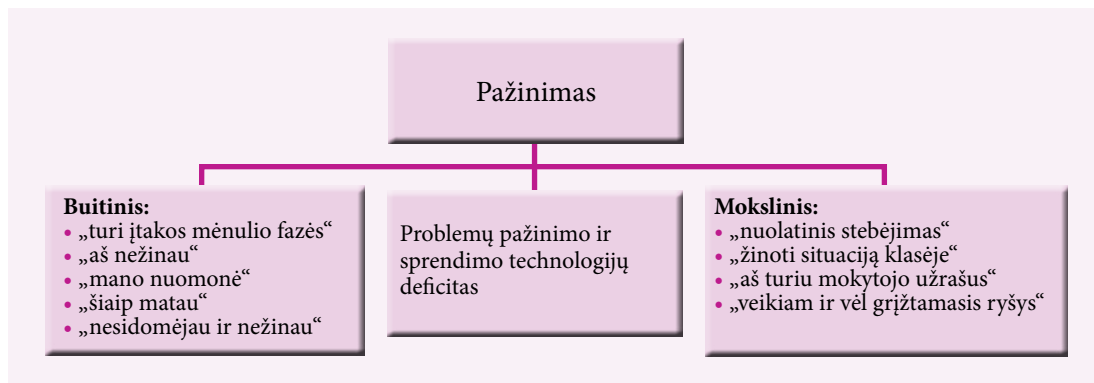 Pažinimas
Buitinis:
• „turi įtakos mėnulio fazės“
• „aš nežinau“
• „mano nuomonė“
• „šiaip matau“
• „nesidomėjau ir nežinau“
Problemų pažinimo ir
sprendimo technologijų
deficitas
Mokslinis:
• „nuolatinis stebėjimas“
• „žinoti situaciją klasėje“
• „aš turiu mokytojo užrašus“
• „veikiam ir vėl grįžtamasis ryšys“